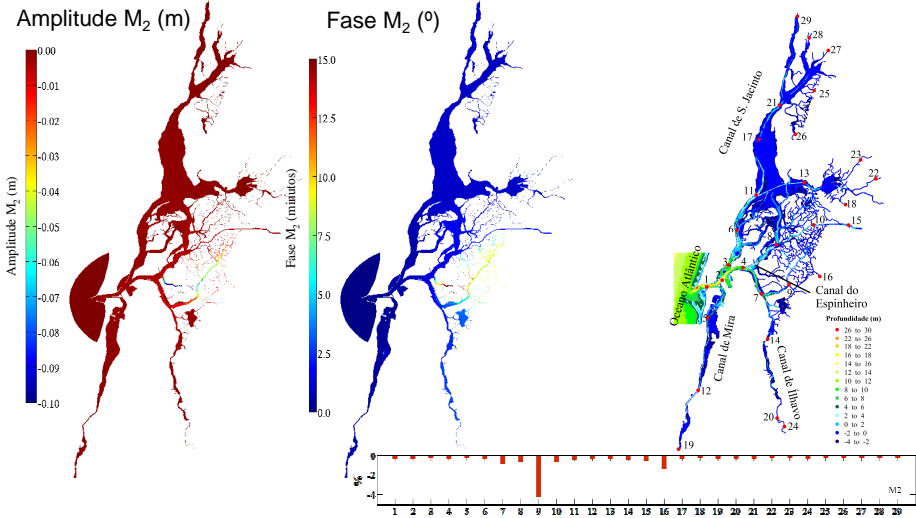 Amplitude M2 (m)
Fase M2 (º)
0.00
-0.01
-0.02
-0.03
-0.04
-0.05
-0.06
-0.07
-0.08
-0.09
-0.10
Amplitude M2 (m)
15.0
12.5
10.0
7.5
5.0
2.5
0.0
Fase M2 (minutos)
29
28
27
25
21
26
17
Canal de S. Jacinto
23
22
13
11
18
10
15
6
8
3
4
2
1
16
9
7
5
Oceano Atlântico
Canal do
Espinheiro
Canal de Mira
14
Canal de Ílhavo
12
20
24
19
Profundidade (m)
26 to 30
22 to 26
18 to 22
16 to 18
14 to 16
12 to 14
10 to 12
8 to 10
6 to 8
4 to 6
2 to 4
0 to 2
-2 to 0
-4 to -2
0
-2
-4
%
M2
1 2 3 4 5 6 7 8 9 10 11 12 13 14 15 16 17 18 19 20 21 22 23 24 25 26 27 28 29